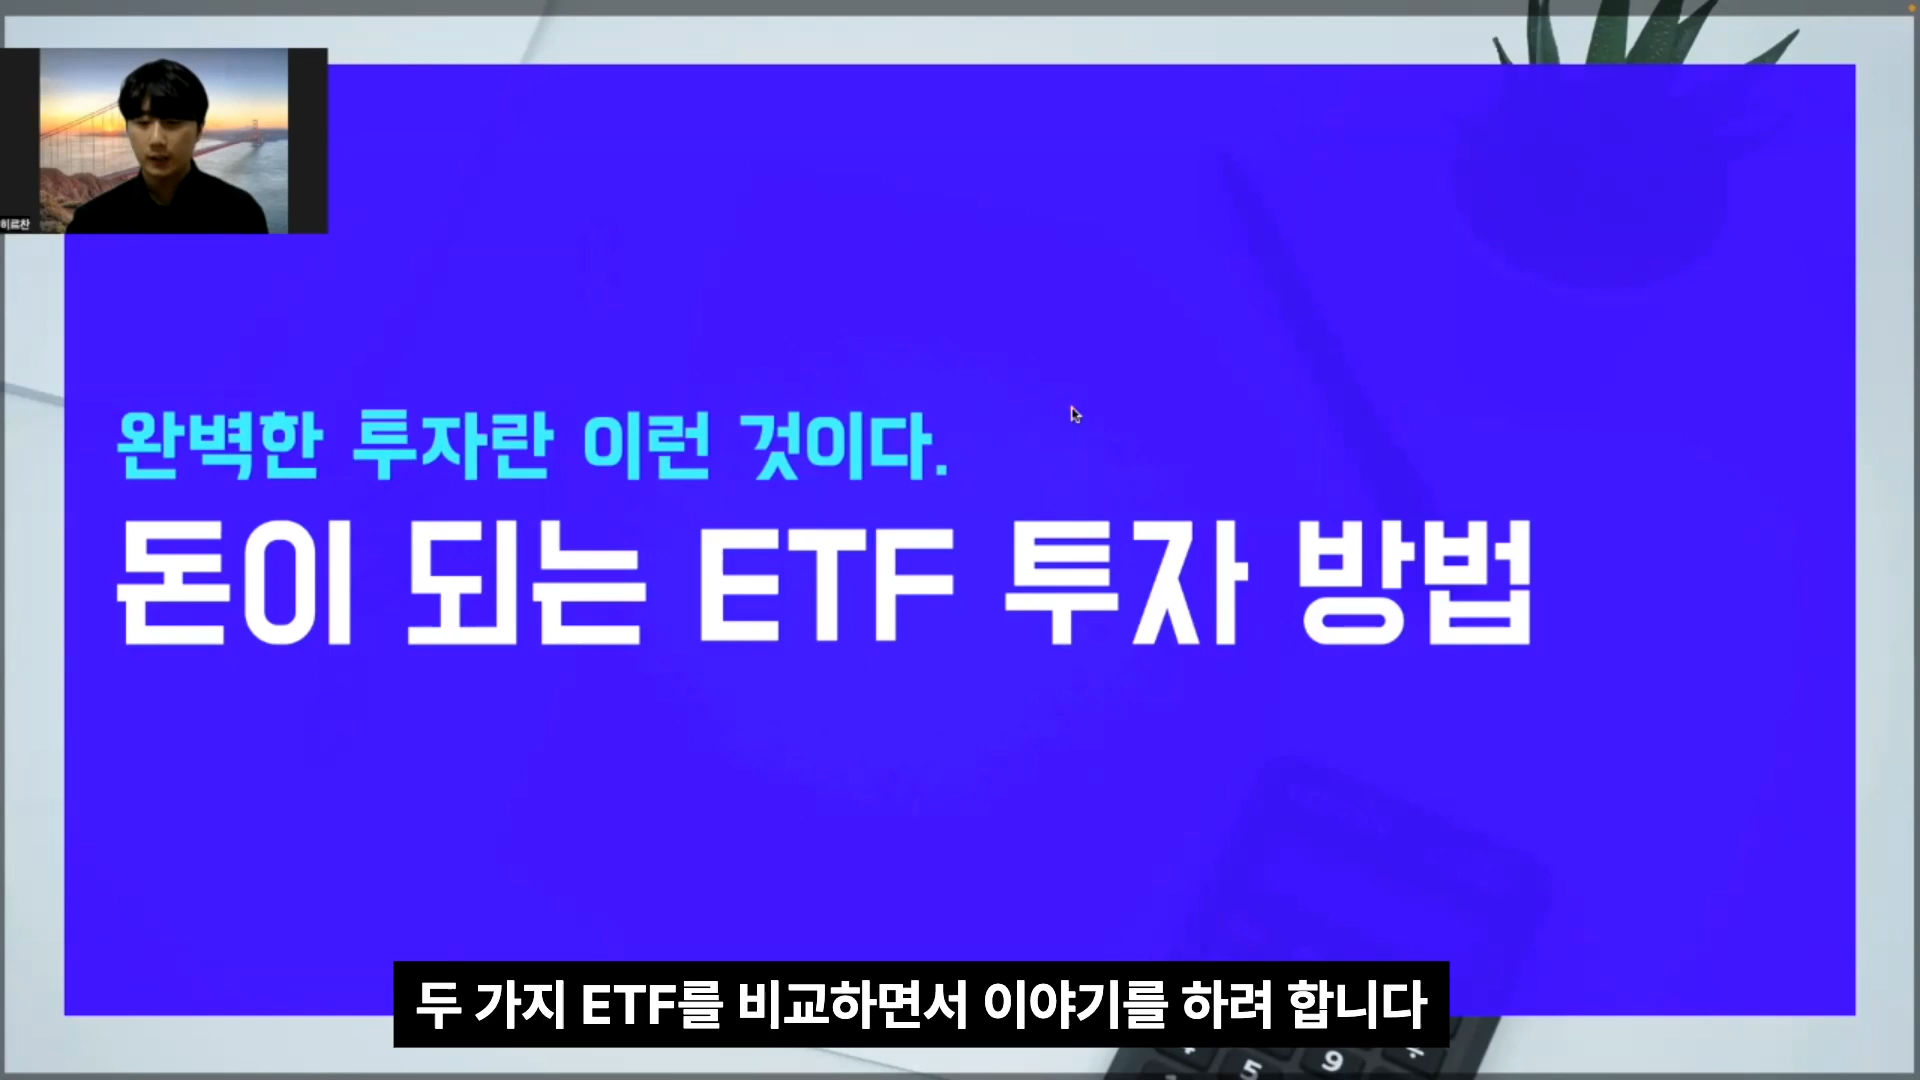 완벽한 투자란 이런 것이다.
돈이 되는 ETF 투자 방법
두 가지 ETF를 비교하면서 이야기를 하려 합니다
5
9
÷